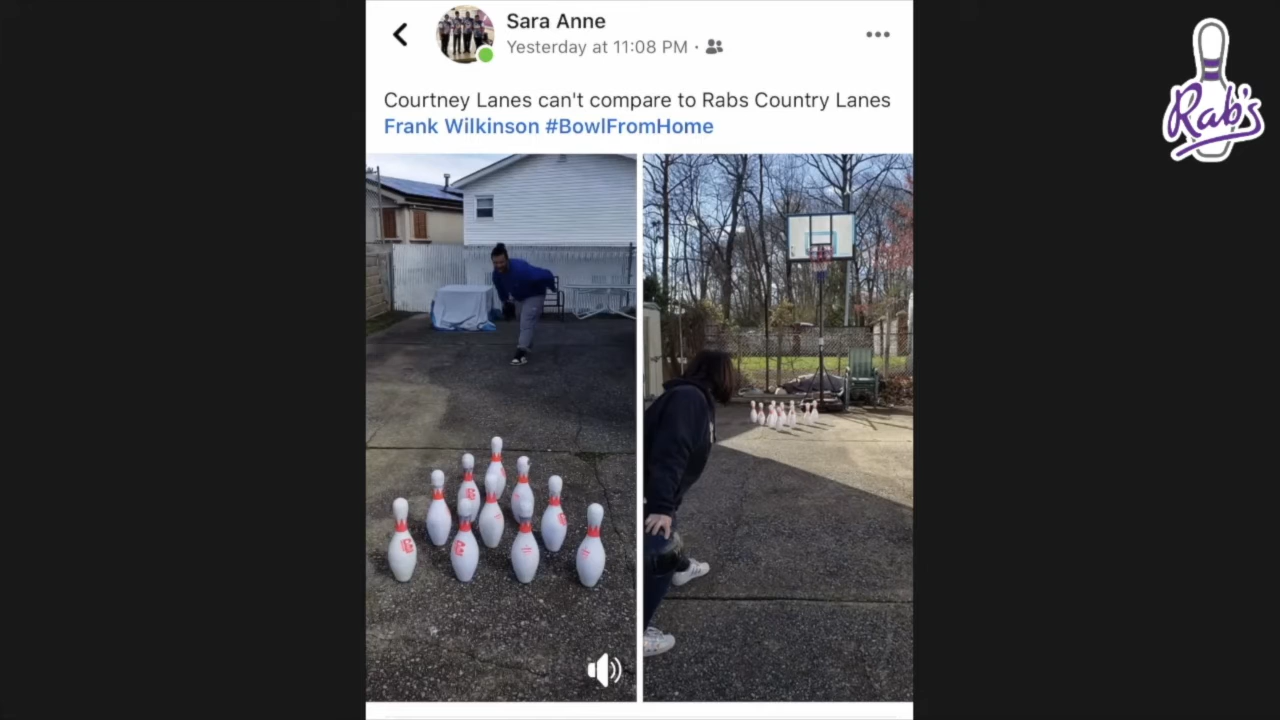 Sara Anne
Yesterday at 11:08 PM ·
Courtney Lanes can't compare to Rabs Country Lanes
Frank Wilkinson #BowlFromHome
Rab's